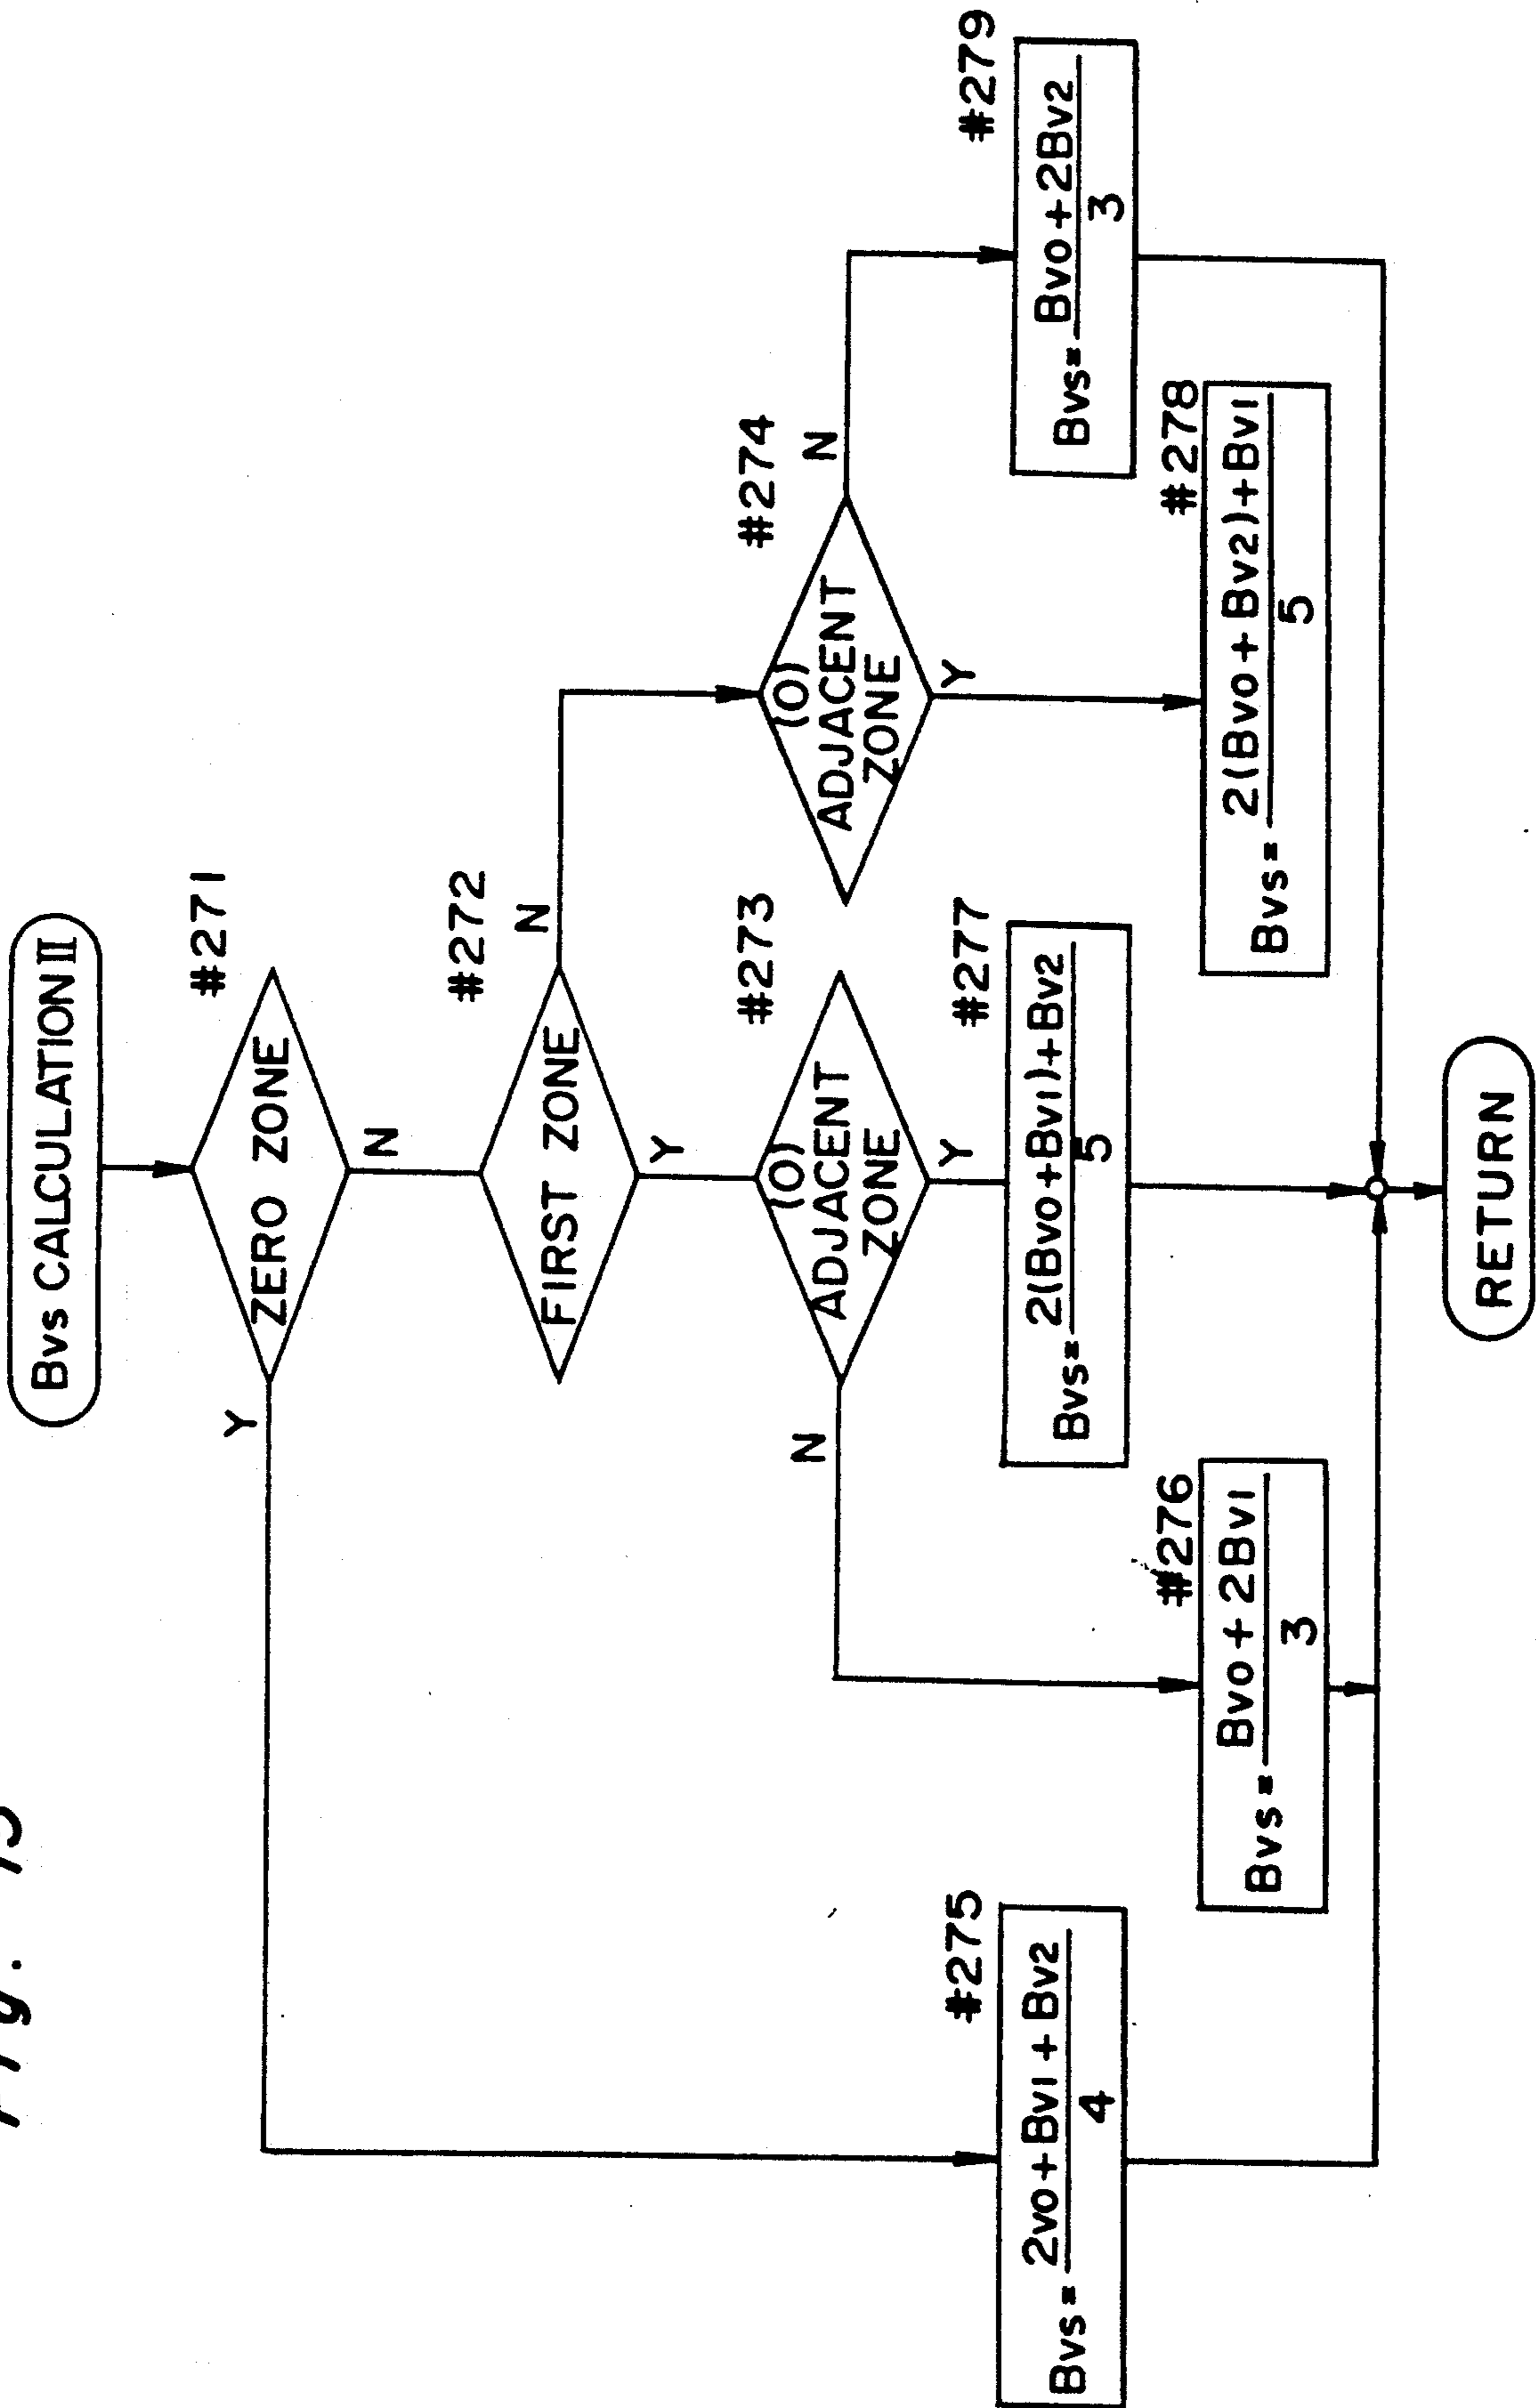 Fig. 15
Bvs CALCULATION II
#271
ZERO ZONE
Y
N
#272
FIRST ZONE
N
Y
#273
(0)
ADJACENT
ZONE
N
Y
#274
(0)
ADJACENT
ZONE
N
Y
#275
Bvs = 2vo + Bv1 + Bv2
4
#276
Bvs = Bvo + 2Bv1
3
#277
Bvs = 2(Bvo + Bv1) + Bv2
5
#278
Bvs = 2(Bvo + Bv2) + Bv1
5
#279
Bvs = Bvo + 2Bv2
3
RETURN